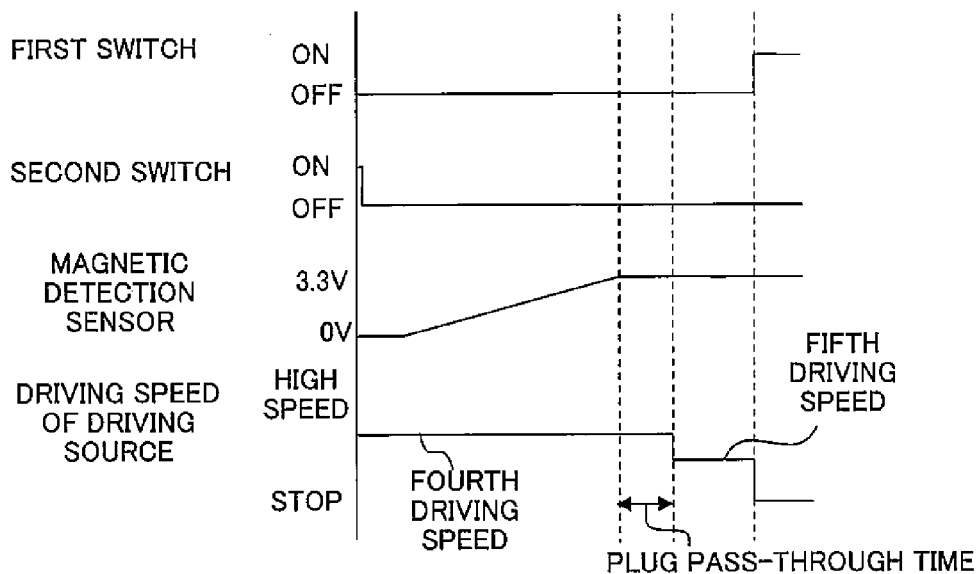 FIRST SWITCH
ON
OFF
SECOND SWITCH
ON
OFF
MAGNETIC
DETECTION
SENSOR
3.3V
0V
DRIVING SPEED
OF DRIVING
SOURCE
HIGH
SPEED
STOP
FOURTH
DRIVING
SPEED
FIFTH
DRIVING
SPEED
PLUG PASS-THROUGH TIME